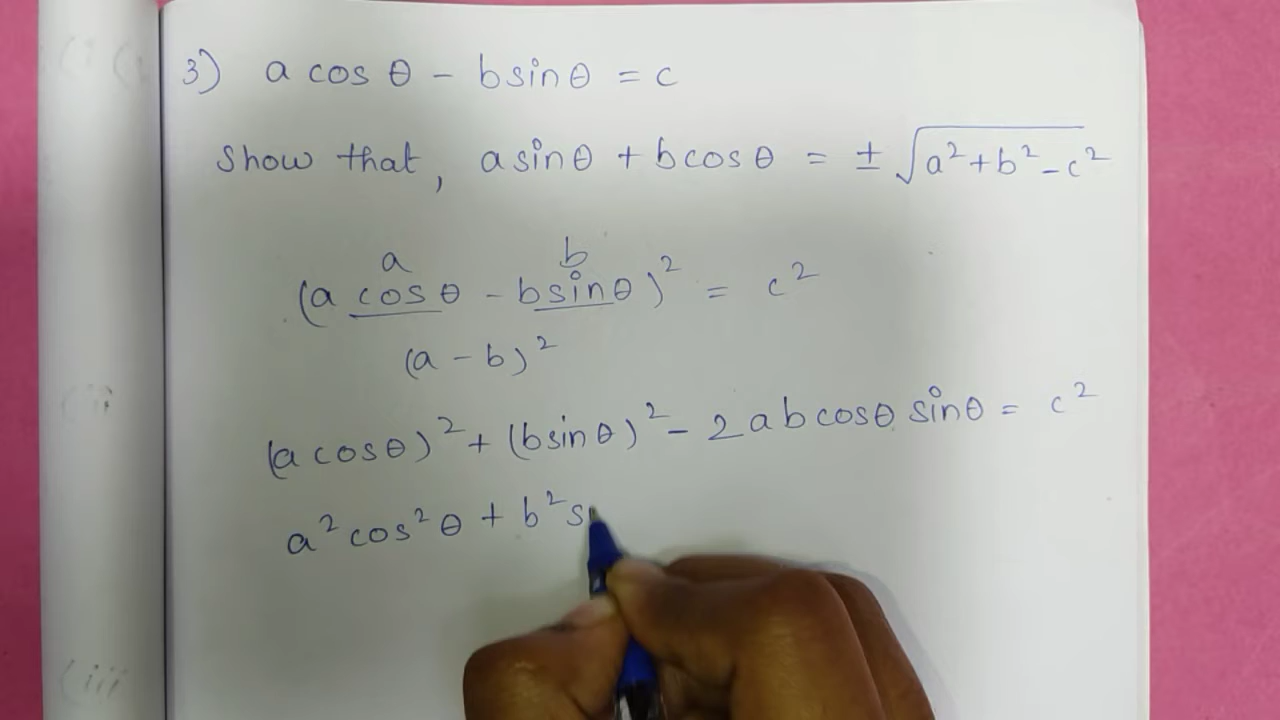 3) a cos θ - b sin θ = c
show that, a sin θ + b cos θ = ± √(a² + b² - c²)
a b
(a cos θ - b sin θ)² = c²
(a - b)²
(a cos θ)² + (b sin θ)² - 2 a b cos θ sin θ = c²
a² cos² θ + b² s
(iii